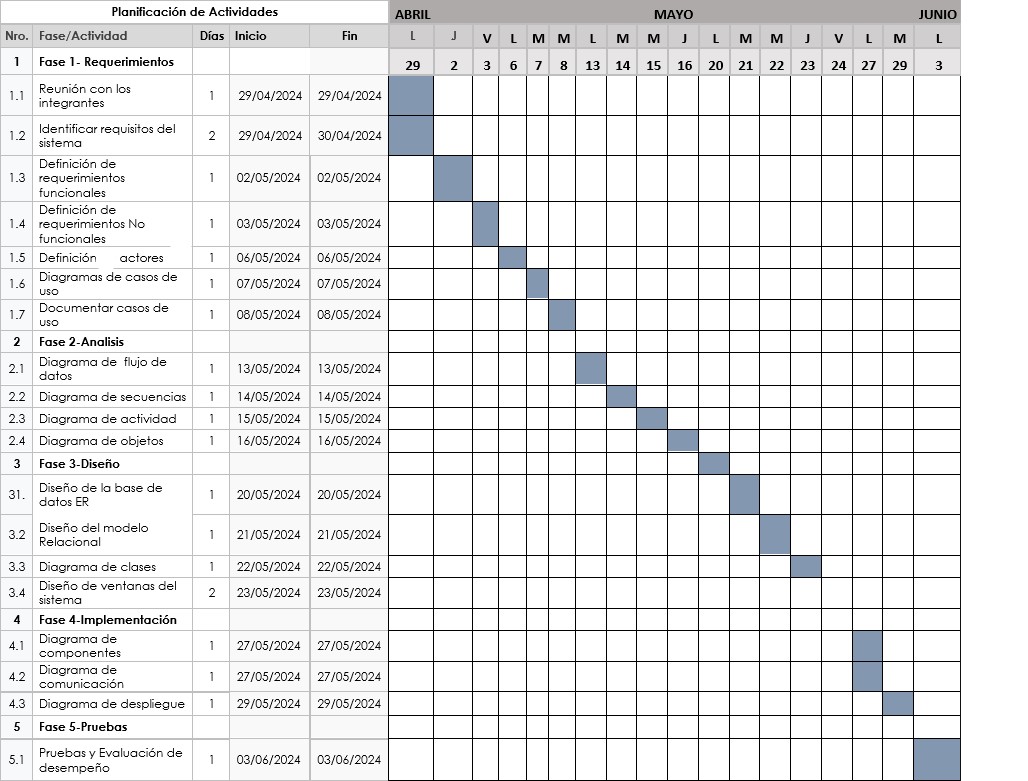 Planificación de Actividades ABRIL MAYO JUNIO
Nro. Fase/Actividad Días Inicio Fin L J V L M M L M M J L M M J V L M L
1 Fase 1- Requerimientos 29 2 3 6 7 8 13 14 15 16 20 21 22 23 24 27 29 3
1.1 Reunión con los integrantes 1 29/04/2024 29/04/2024
1.2 Identificar requisitos del sistema 2 29/04/2024 30/04/2024
1.3 Definición de requerimientos funcionales 1 02/05/2024 02/05/2024
1.4 Definición de requerimientos No funcionales 1 03/05/2024 03/05/2024
1.5 Definición actores 1 06/05/2024 06/05/2024
1.6 Diagramas de casos de uso 1 07/05/2024 07/05/2024
1.7 Documentar casos de uso 1 08/05/2024 08/05/2024
2 Fase 2-Analisis
2.1 Diagrama de flujo de datos 1 13/05/2024 13/05/2024
2.2 Diagrama de secuencias 1 14/05/2024 14/05/2024
2.3 Diagrama de actividad 1 15/05/2024 15/05/2024
2.4 Diagrama de objetos 1 16/05/2024 16/05/2024
3 Fase 3-Diseño
31. Diseño de la base de datos ER 1 20/05/2024 20/05/2024
3.2 Diseño del modelo Relacional 1 21/05/2024 21/05/2024
3.3 Diagrama de clases 1 22/05/2024 22/05/2024
3.4 Diseño de ventanas del sistema 2 23/05/2024 23/05/2024
4 Fase 4-Implementación
4.1 Diagrama de componentes 1 27/05/2024 27/05/2024
4.2 Diagrama de comunicación 1 27/05/2024 27/05/2024
4.3 Diagrama de despliegue 1 29/05/2024 29/05/2024
5 Fase 5-Pruebas
5.1 Pruebas y Evaluación de desempeño 1 03/06/2024 03/06/2024